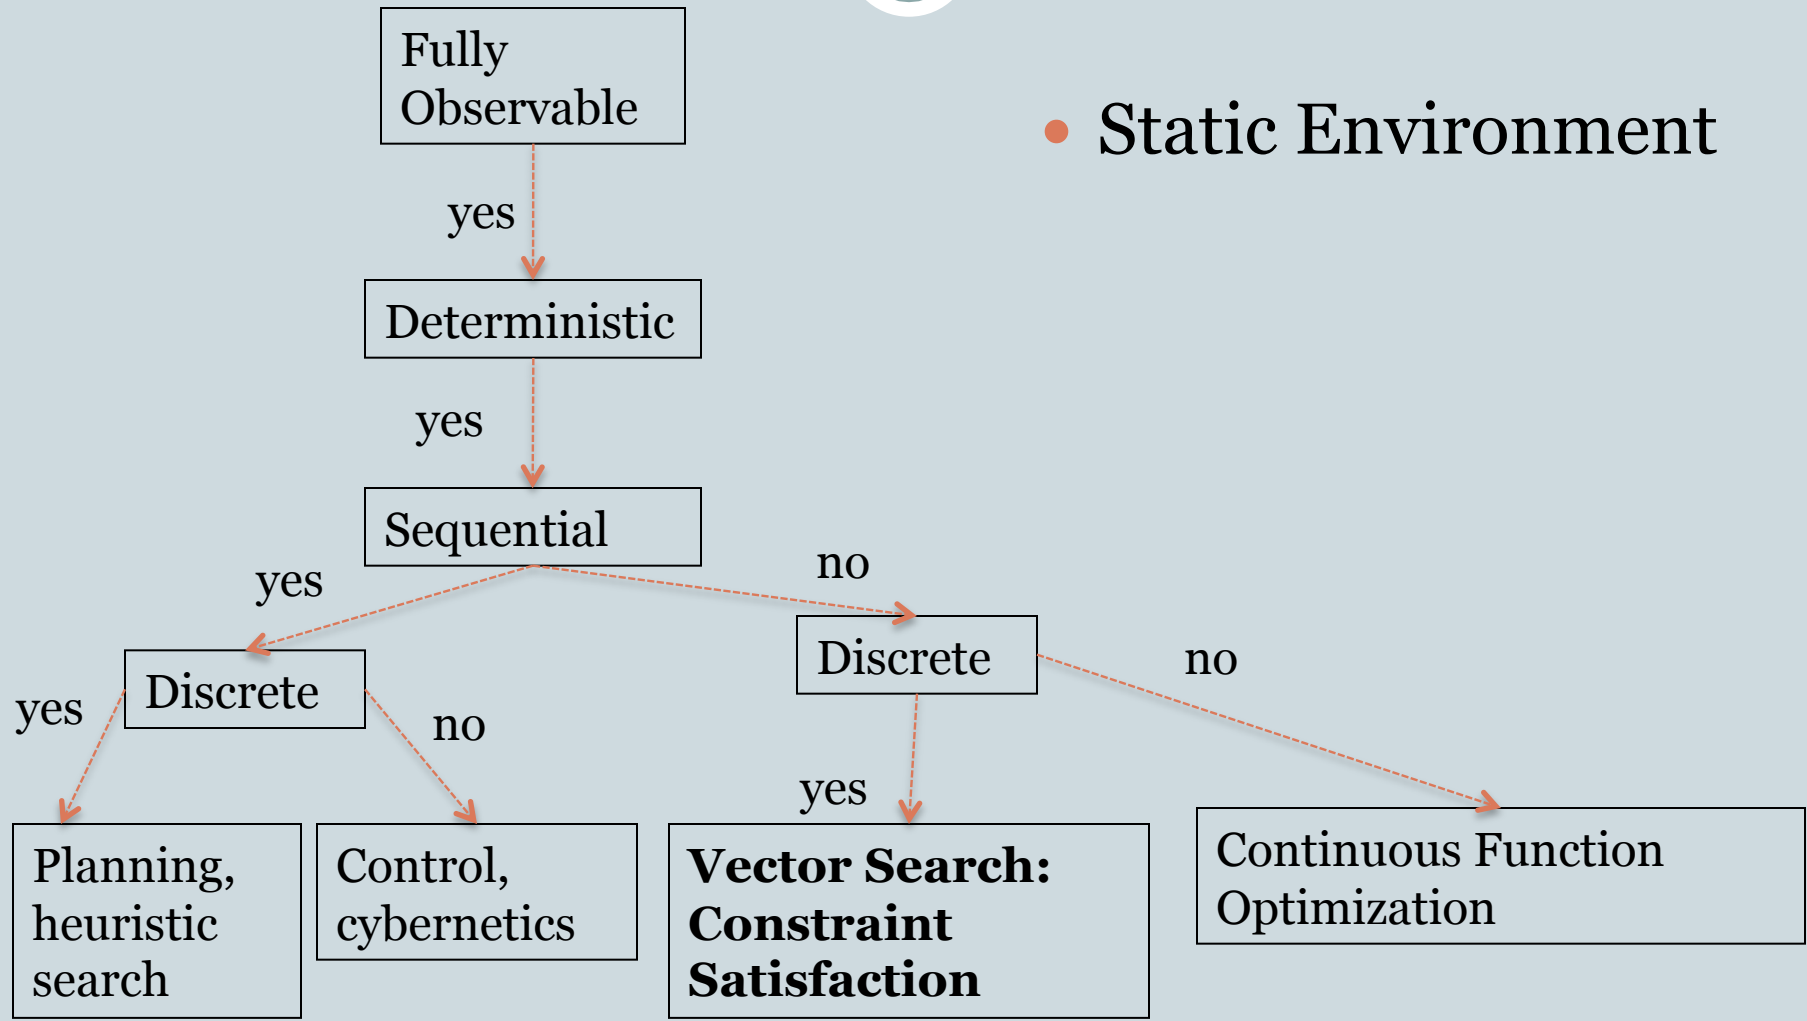 Fully
Observable
• Static Environment
yes
Deterministic
yes
Sequential
yes
no
Discrete
Discrete
yes
no
yes
no
Planning,
heuristic
search
Control,
cybernetics
Vector Search:
Constraint
Satisfaction
Continuous Function
Optimization